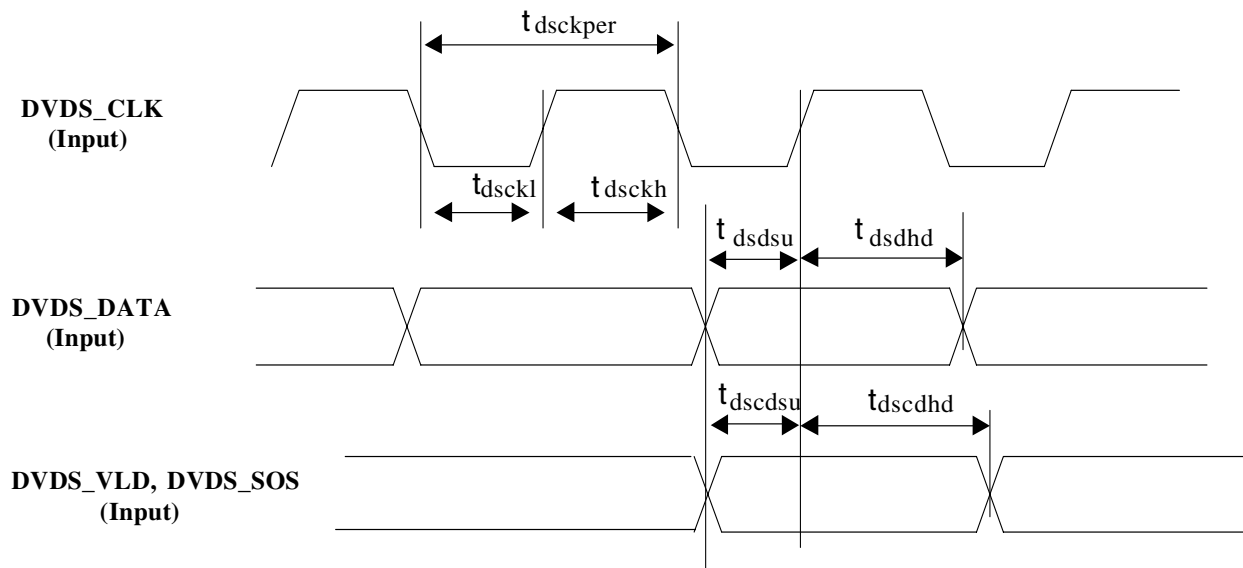 t dsckper
DVDS_CLK
(Input)
tdsckl
t dsckh
t dsdsu
t dsdhd
DVDS_DATA
(Input)
tdscdsu
tdscdhd
DVDS_VLD, DVDS_SOS
(Input)